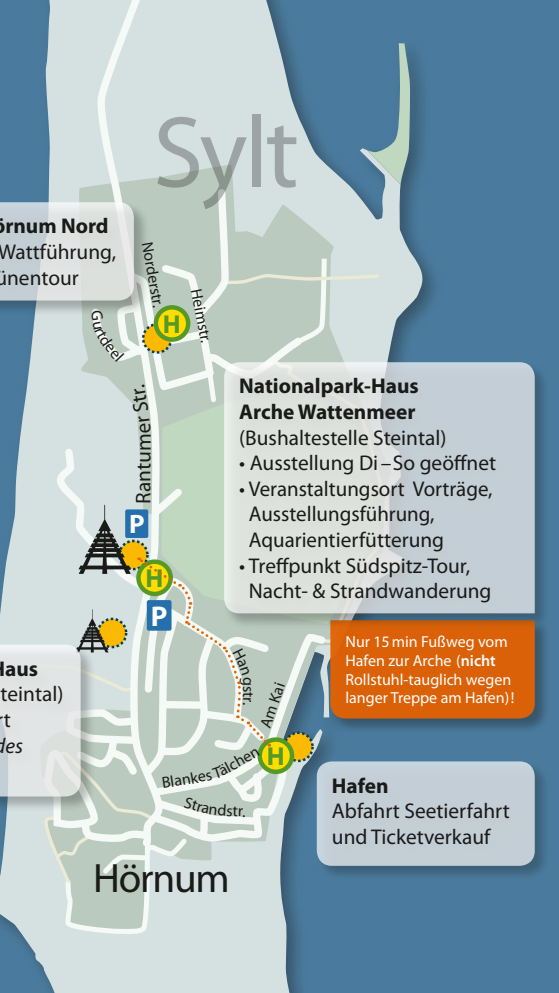 Sylt
örnum Nord
Wattführung,
ünentour
Norderstr.
Heimstr.
Gurtdeel
H
Rantumer Str.
Nationalpark-Haus
Arche Wattenmeer
(Bushaltestelle Steintal)
• Ausstellung Di – So geöffnet
• Veranstaltungsort Vorträge,
Ausstellungsführung,
Aquarientierfütterung
• Treffpunkt Südspitz-Tour,
Nacht- & Strandwanderung
P
H
P
Nur 15 min Fußweg vom
Hafen zur Arche (nicht
Rollstuhl-tauglich wegen
langer Treppe am Hafen)!
Haus
teintal)
rt
des
Hangstr.
Am Kai
H
Blankes Tälchen
Strandstr.
Hafen
Abfahrt Seetierfahrt
und Ticketverkauf
Hörnum